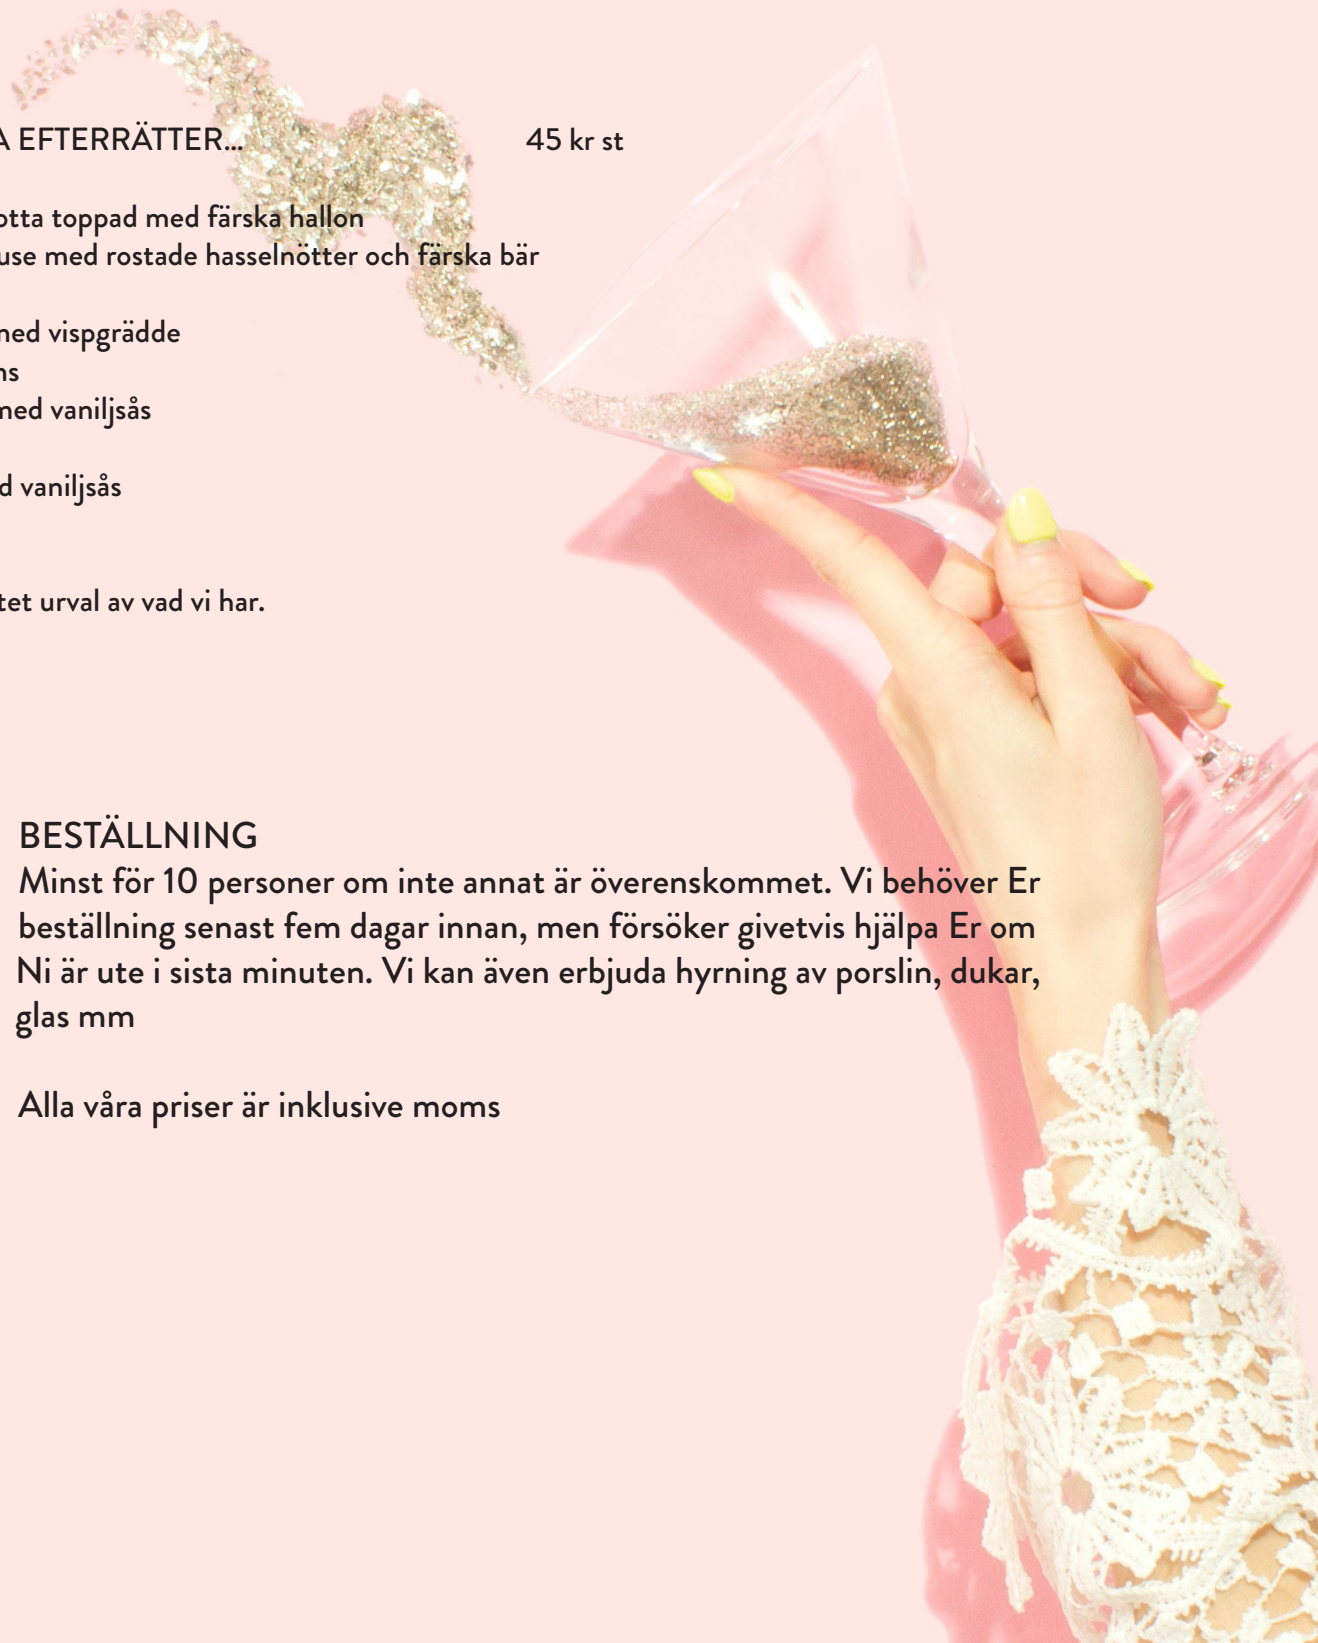 A EFTERRÄTTER... 45 kr st
otta toppad med färska hallon
use med rostade hasselnötter och färska bär
ned vispgrädde
ns
med vaniljsås
d vaniljsås
tet urval av vad vi har.
BESTÄLLNING
Minst för 10 personer om inte annat är överenskommet. Vi behöver Er
beställning senast fem dagar innan, men försöker givetvis hjälpa Er om
Ni är ute i sista minuten. Vi kan även erbjuda hyrning av porslin, dukar,
glas mm
Alla våra priser är inklusive moms